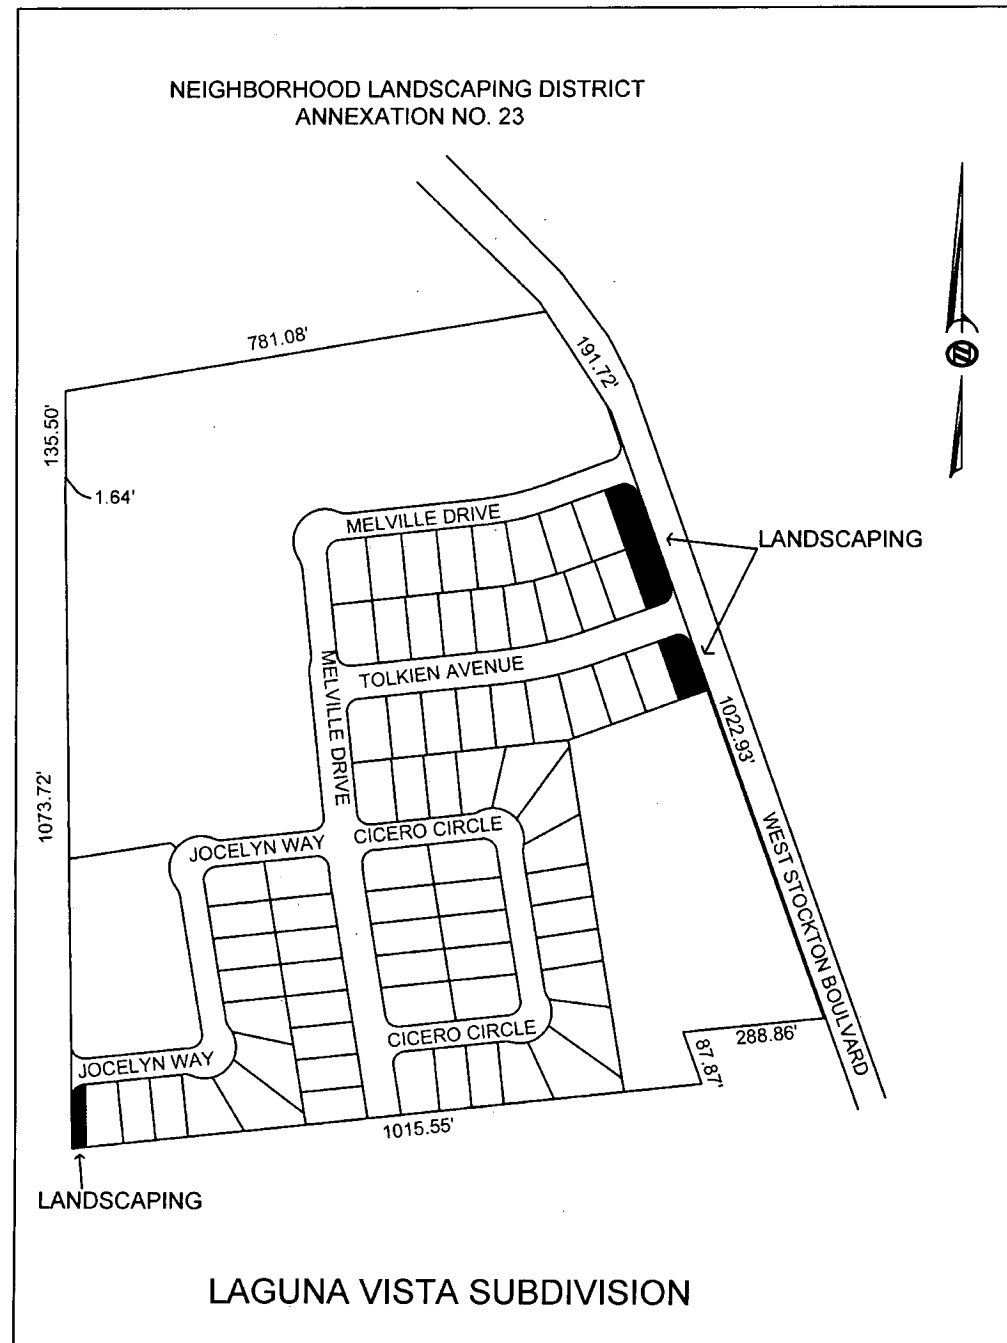 NEIGHBORHOOD LANDSCAPING DISTRICT
ANNEXATION NO. 23
781.08'
191.72'
135.50'
1.64'
MELVILLE DRIVE
LANDSCAPING
TOLKIEN AVENUE
MELVILLE DRIVE
1022.93'
1073.72'
JOCELYN WAY
CICERO CIRCLE
WEST STOCKTON BOULVARD
CICERO CIRCLE
288.86'
87.87'
JOCELYN WAY
1015.55'
LANDSCAPING
LAGUNA VISTA SUBDIVISION